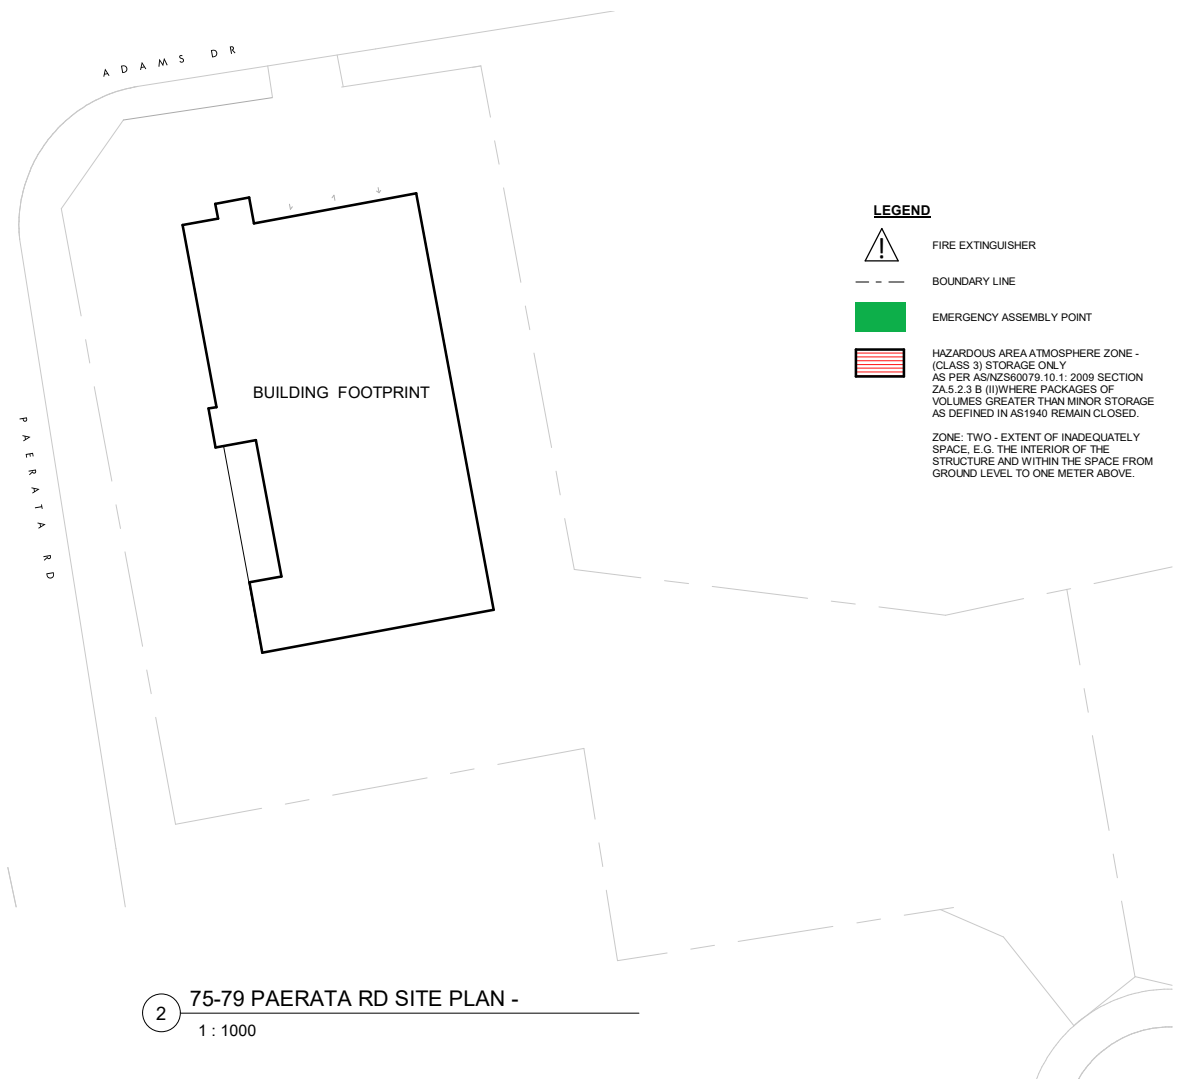 ADAMS DR
LEGEND
FIRE EXTINGUISHER
BOUNDARY LINE
EMERGENCY ASSEMBLY POINT
HAZARDOUS AREA ATMOSPHERE ZONE -
(CLASS 3) STORAGE ONLY
AS PER AS/NZS60079.10.1: 2009 SECTION
ZA.5.2.3 B (II)WHERE PACKAGES OF
VOLUMES GREATER THAN MINOR STORAGE
AS DEFINED IN AS1940 REMAIN CLOSED.
ZONE: TWO - EXTENT OF INADEQUATELY
SPACE, E.G. THE INTERIOR OF THE
STRUCTURE AND WITHIN THE SPACE FROM
GROUND LEVEL TO ONE METER ABOVE.
BUILDING FOOTPRINT
PAERATA RD
2
75-79 PAERATA RD SITE PLAN -
1 : 1000